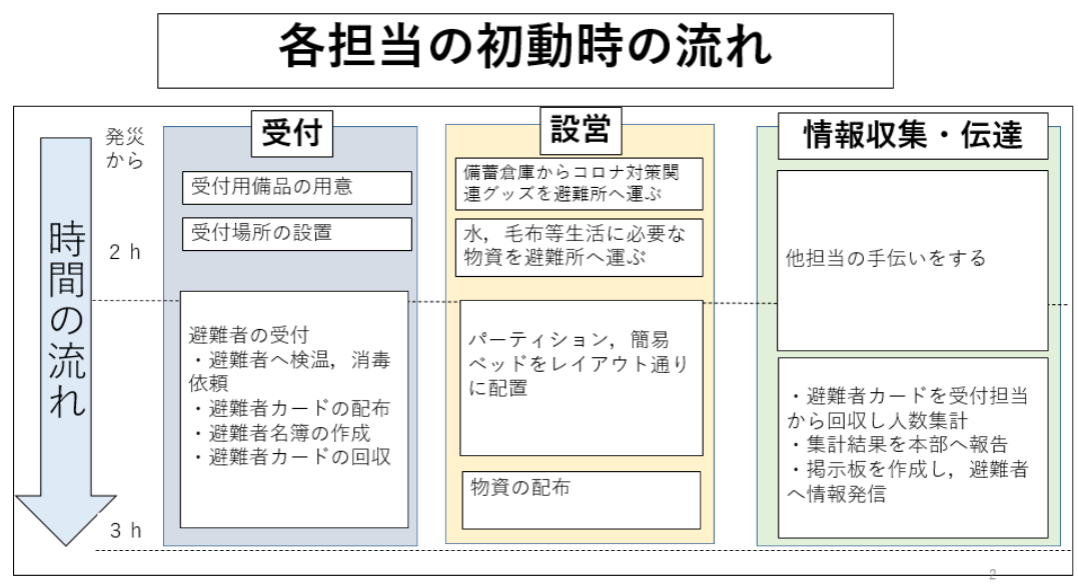 各担当の初動時の流れ
時間の流れ
発災
から
2 h
3 h
受付
受付用備品の用意
受付場所の設置
避難者の受付
・避難者へ検温，消毒
依頼
・避難者カードの配布
・避難者名簿の作成
・避難者カードの回収
設営
備蓄倉庫からコロナ対策関
連グッズを避難所へ運ぶ
水，毛布等生活に必要な
物資を避難所へ運ぶ
パーティション，簡易
ベッドをレイアウト通り
に配置
物資の配布
情報収集・伝達
他担当の手伝いをする
・避難者カードを受付担当
から回収し人数集計
・集計結果を本部へ報告
・掲示板を作成し，避難者
へ情報発信
2